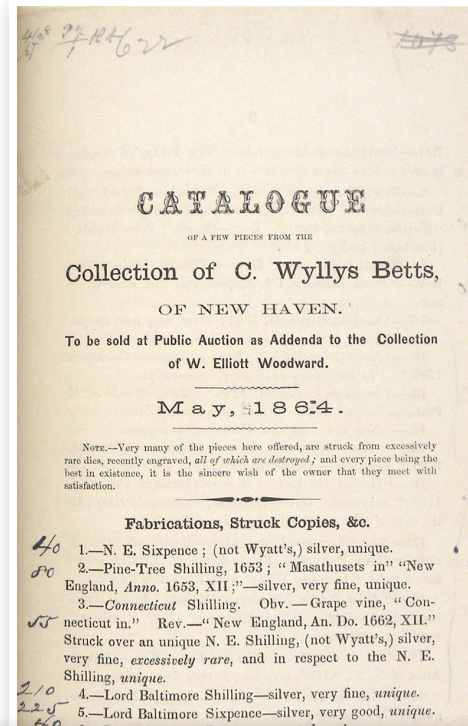 622
1078
CATALOGUE
OF A FEW PIECES FROM THE
Collection of C. Wyllys Betts,
OF NEW HAVEN.
To be sold at Public Auction as Addenda to the Collection
of W. Elliott Woodward.
May, 1864.
NOTE.—Very many of the pieces here offered, are struck from excessively
rare dies, recently engraved, all of which are destroyed; and every piece being the
best in existence, it is the sincere wish of the owner that they meet with
satisfaction.
Fabrications, Struck Copies, &c.
40 1.—N. E. Sixpence; (not Wyatt's,) silver, unique.
80 2.—Pine-Tree Shilling, 1653; "Masathusets in" "New
England, Anno. 1653, XII;"—silver, very fine, unique.
3.—Connecticut Shilling. Obv.—Grape vine, "Con-
55 necticut in." Rev.—"New England, An. Do. 1662, XII."
Struck over an unique N. E. Shilling, (not Wyatt's,) silver,
very fine, excessively rare, and in respect to the N. E.
Shilling, unique.
210 4.—Lord Baltimore Shilling—silver, very fine, unique.
225 5.—Lord Baltimore Sixpence—silver, very good, unique.